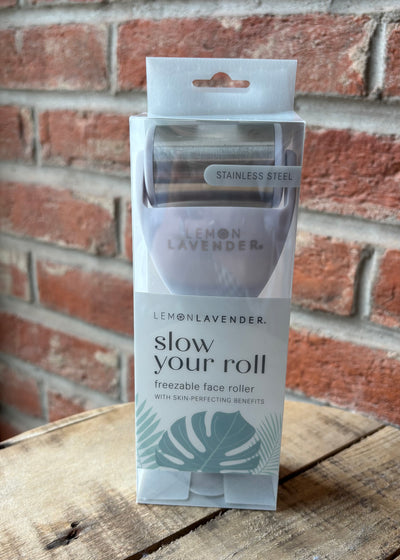 STAINLESS STEEL
LEMON
LAVENDER®
LEMONLAVENDER®
slow
your roll
freezable face roller
WITH SKIN-PERFECTING BENEFITS